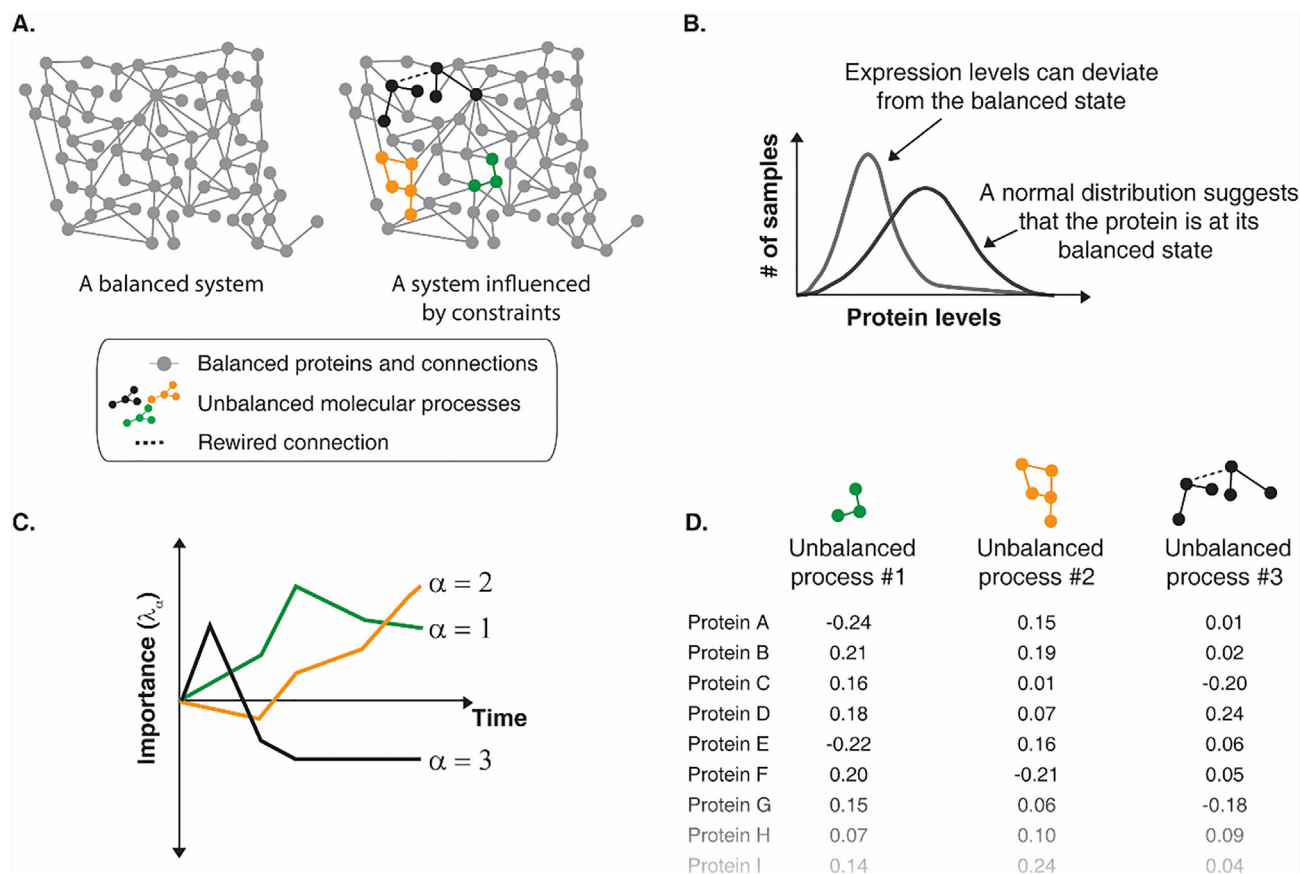 A.
A balanced system
A system influenced
by constraints
Balanced proteins and connections
Unbalanced molecular processes
Rewired connection
B.
Expression levels can deviate
from the balanced state
A normal distribution suggests
that the protein is at its
balanced state
# of samples
Protein levels
C.
Importance (λα)
α = 2
α = 1
Time
α = 3
D.
Unbalanced process #1 Unbalanced process #2 Unbalanced process #3
Protein A -0.24 0.15 0.01
Protein B 0.21 0.19 0.02
Protein C 0.16 0.01 -0.20
Protein D 0.18 0.07 0.24
Protein E -0.22 0.16 0.06
Protein F 0.20 -0.21 0.05
Protein G 0.15 0.06 -0.18
Protein H 0.07 0.10 0.09
Protein I 0.14 0.24 0.04